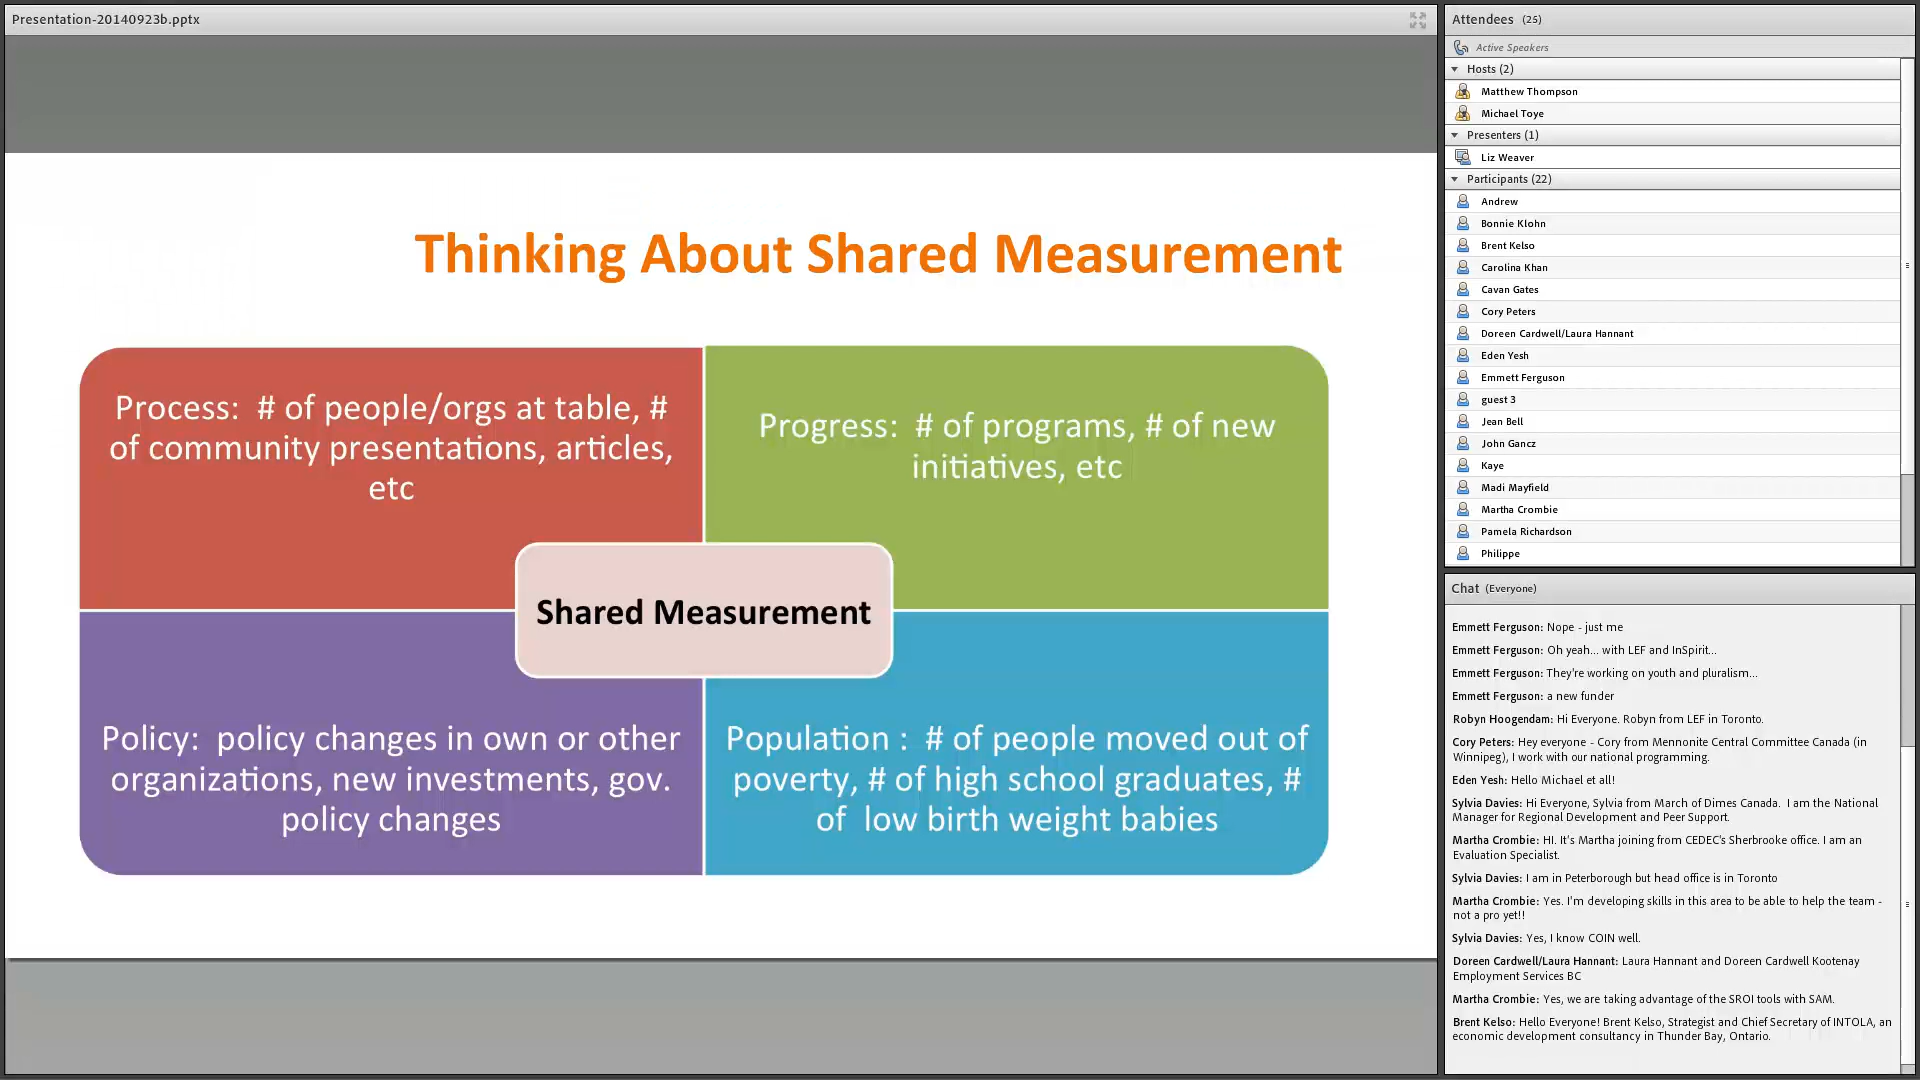 Presentation-20140923b.pptx
Thinking About Shared Measurement
Process:  # of people/orgs at table, #
of community presentations, articles,
etc
Progress:  # of programs, # of new
initiatives, etc
Shared Measurement
Policy:  policy changes in own or other
organizations, new investments, gov.
policy changes
Population :  # of people moved out of
poverty, # of high school graduates, #
of  low birth weight babies
Attendees (25)
Active Speakers
Hosts (2)
Matthew Thompson
Michael Toye
Presenters (1)
Liz Weaver
Participants (22)
Andrew
Bonnie Klohn
Brent Kelso
Carolina Khan
Cavan Gates
Cory Peters
Doreen Cardwell/Laura Hannant
Eden Yesh
Emmett Ferguson
guest 3
Jean Bell
John Gancz
Kaye
Madi Mayfield
Martha Crombie
Pamela Richardson
Philippe
Chat (Everyone)
Emmett Ferguson: Nope - just me
Emmett Ferguson: Oh yeah... with LEF and InSpirit...
Emmett Ferguson: They're working on youth and pluralism...
Emmett Ferguson: a new funder
Robyn Hoogendam: Hi Everyone. Robyn from LEF in Toronto.
Cory Peters: Hey everyone - Cory from Mennonite Central Committee Canada (in
Winnipeg), I work with our national programming.
Eden Yesh: Hello Michael et all!
Sylvia Davies: Hi Everyone, Sylvia from March of Dimes Canada.  I am the National
Manager for Regional Development and Peer Support.
Martha Crombie: HI. It's Martha joining from CEDEC's Sherbrooke office. I am an
Evaluation Specialist.
Sylvia Davies: I am in Peterborough but head office is in Toronto
Martha Crombie: Yes. I'm developing skills in this area to be able to help the team -
not a pro yet!!
Sylvia Davies: Yes, I know COIN well.
Doreen Cardwell/Laura Hannant: Laura Hannant and Doreen Cardwell Kootenay
Employment Services BC
Martha Crombie: Yes, we are taking advantage of the SROI tools with SAM.
Brent Kelso: Hello Everyone! Brent Kelso, Strategist and Chief Secretary of INTOLA, an
economic development consultancy in Thunder Bay, Ontario.